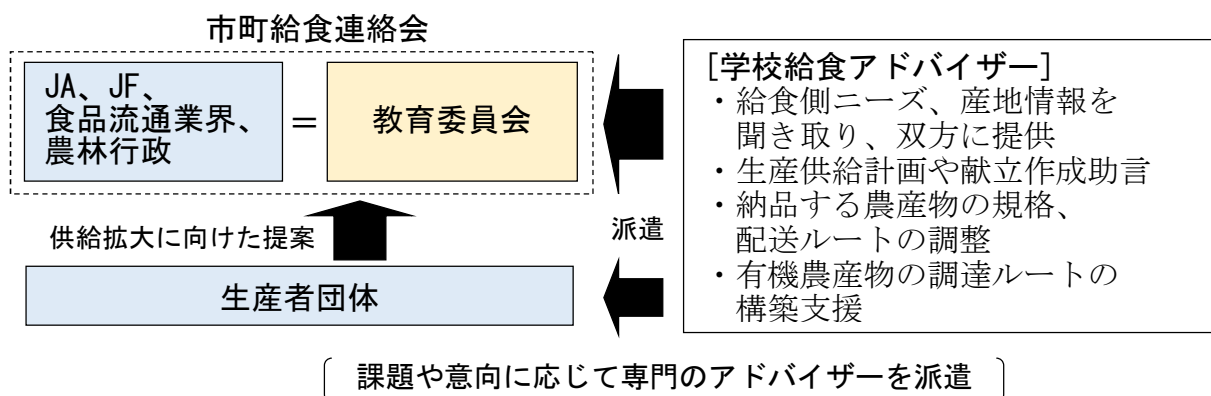 市町給食連絡会
JA、JF、
食品流通業界、
農林行政
=
教育委員会
供給拡大に向けた提案
生産者団体
派遣
[学校給食アドバイザー]
・給食側ニーズ、産地情報を
聞き取り、双方に提供
・生産供給計画や献立作成助言
・納品する農産物の規格、
配送ルートの調整
・有機農産物の調達ルートの
構築支援
課題や意向に応じて専門のアドバイザーを派遣